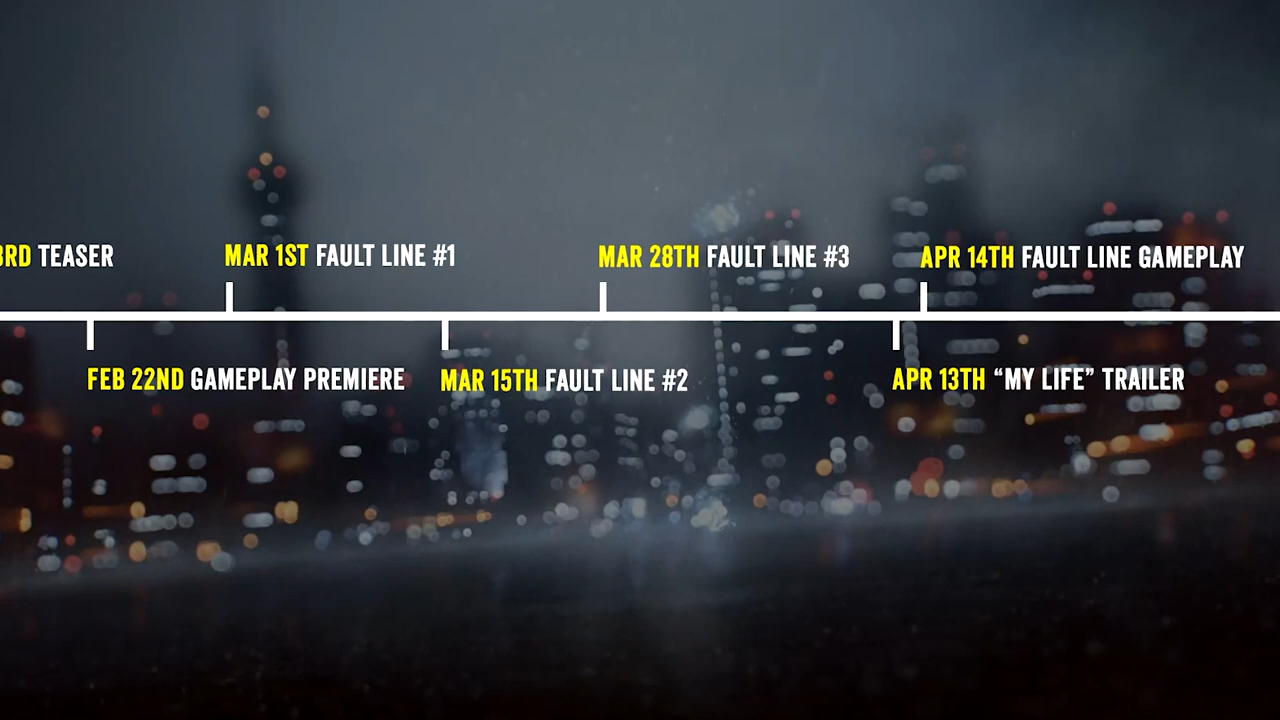 3RD TEASER
MAR 1ST FAULT LINE #1
MAR 28TH FAULT LINE #3
APR 14TH FAULT LINE GAMEPLAY
FEB 22ND GAMEPLAY PREMIERE
MAR 15TH FAULT LINE #2
APR 13TH “MY LIFE” TRAILER